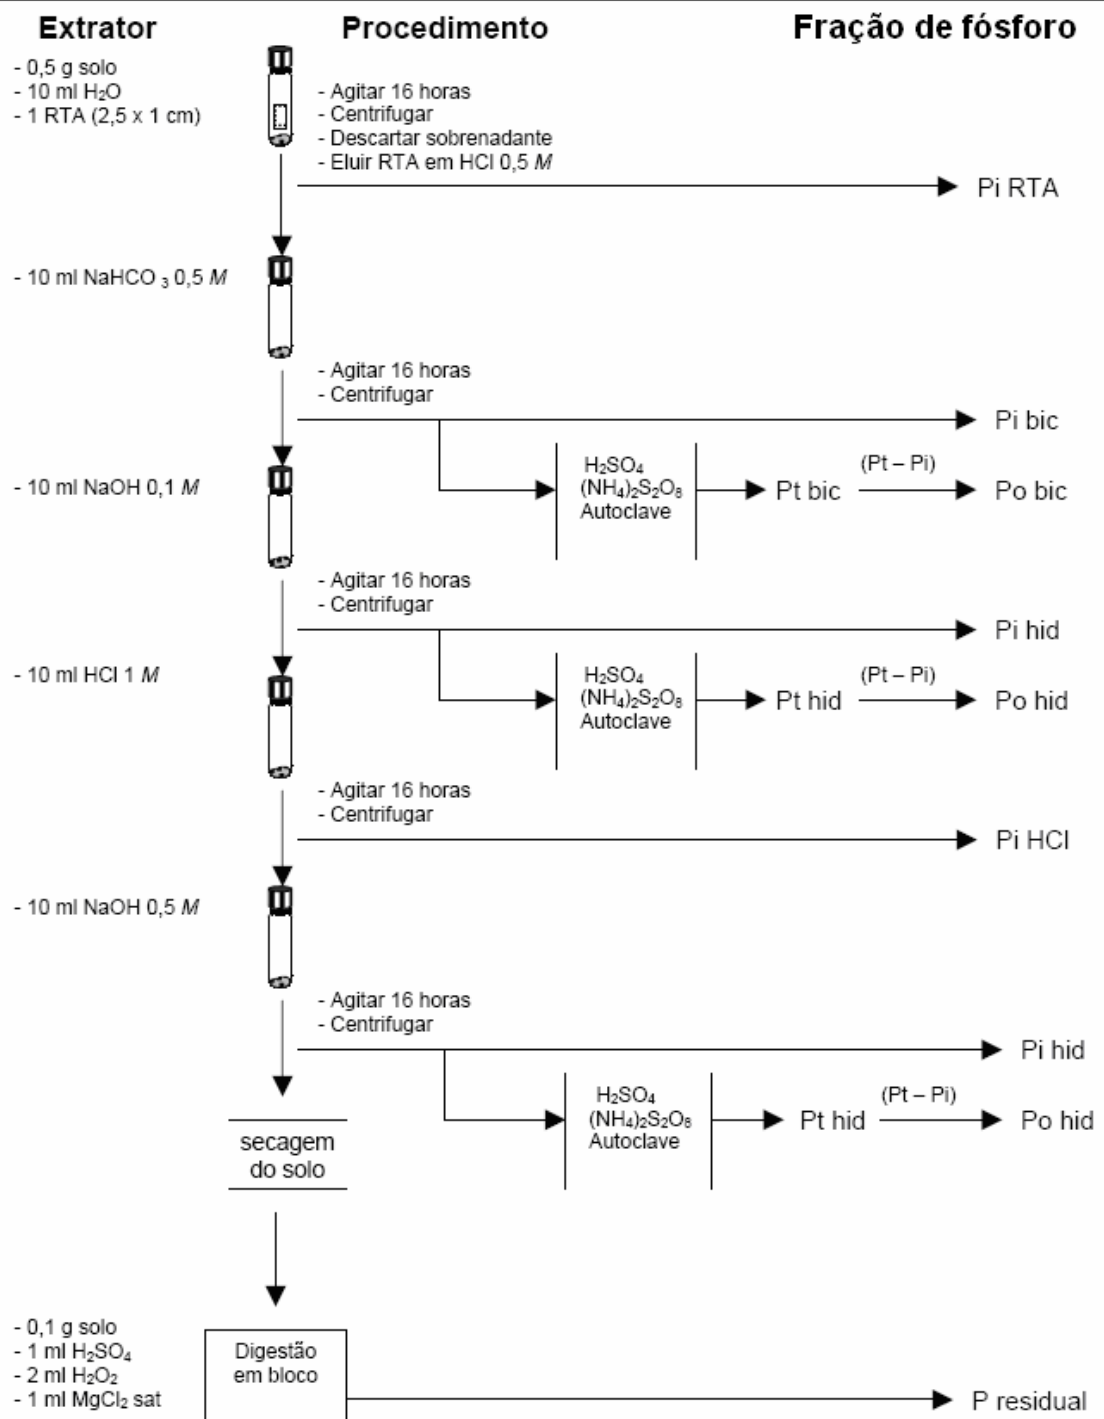 Extrator Procedimento Fração de fósforo
- 0,5 g solo
- 10 ml H₂O
- 1 RTA (2,5 x 1 cm)
- Agitar 16 horas
- Centrifugar
- Descartar sobrenadante
- Eluir RTA em HCl 0,5 M
Pi RTA
- 10 ml NaHCO ₃ 0,5 M
- Agitar 16 horas
- Centrifugar
Pi bic
- 10 ml NaOH 0,1 M
H₂SO₄
(NH₄)₂S₂O₈
Autoclave
Pt bic
(Pt – Pi)
Po bic
- Agitar 16 horas
- Centrifugar
Pi hid
- 10 ml HCl 1 M
H₂SO₄
(NH₄)₂S₂O₈
Autoclave
Pt hid
(Pt – Pi)
Po hid
- Agitar 16 horas
- Centrifugar
Pi HCl
- 10 ml NaOH 0,5 M
- Agitar 16 horas
- Centrifugar
Pi hid
H₂SO₄
(NH₄)₂S₂O₈
Autoclave
Pt hid
(Pt – Pi)
Po hid
secagem
do solo
- 0,1 g solo
- 1 ml H₂SO₄
- 2 ml H₂O₂
- 1 ml MgCl₂ sat
Digestão
em bloco
P residual